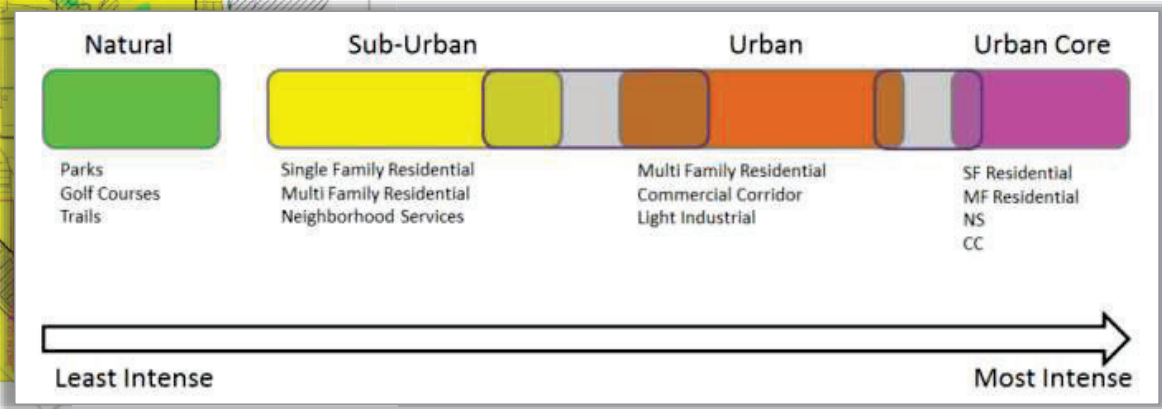 Natural
Sub-Urban
Urban
Urban Core
Parks
Golf Courses
Trails
Single Family Residential
Multi Family Residential
Neighborhood Services
Multi Family Residential
Commercial Corridor
Light Industrial
SF Residential
MF Residential
NS
CC
Least Intense
Most Intense